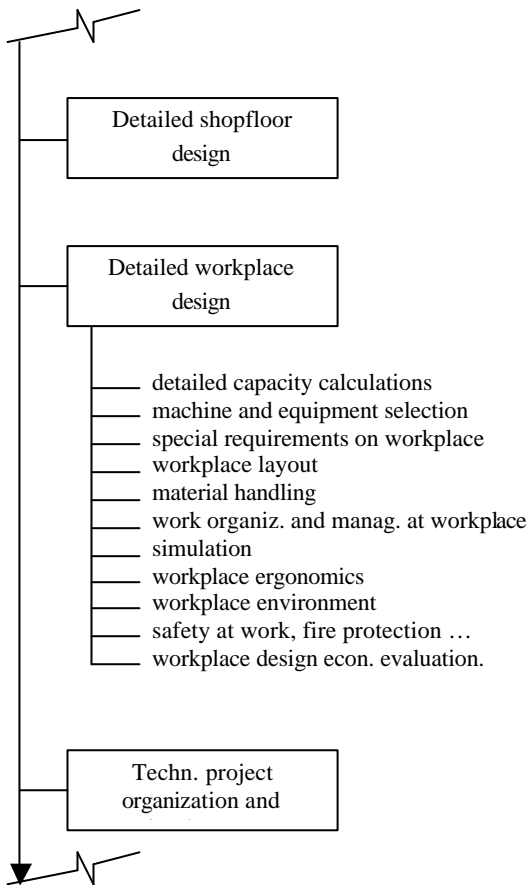 Detailed shopfloor
design
Detailed workplace
design
detailed capacity calculations
machine and equipment selection
special requirements on workplace
workplace layout
material handling
work organiz. and manag. at workplace
simulation
workplace ergonomics
workplace environment
safety at work, fire protection …
workplace design econ. evaluation.
Techn. project
organization and